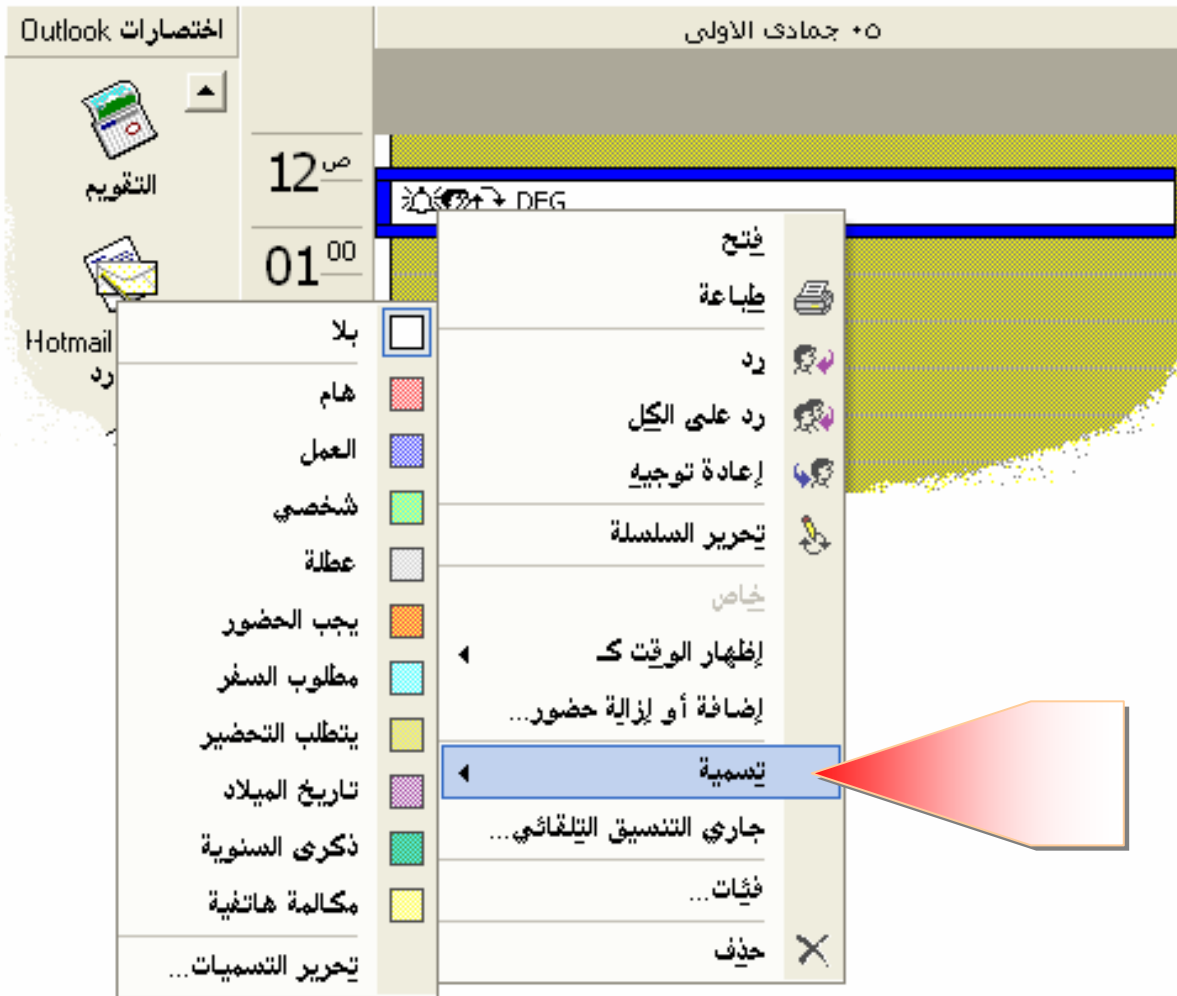 اختصارات Outlook
٠٥ جمادى الاولى
التقويم
12 ص
DEG
01 00
Hotmail
رد
فتح
طباعة
رد
رد على الكل
إعادة توجيه
تحرير السلسلة
خاص
إظهار الوقت كـ
إضافة أو إزالة حضور...
تسمية
جاري التنسيق التلقائي...
فئات...
حذف
بلا
هام
العمل
شخصي
عطلة
يجب الحضور
مطلوب السفر
يتطلب التحضير
تاريخ الميلاد
ذكرى السنوية
مكالمة هاتفية
تحرير التسميات...